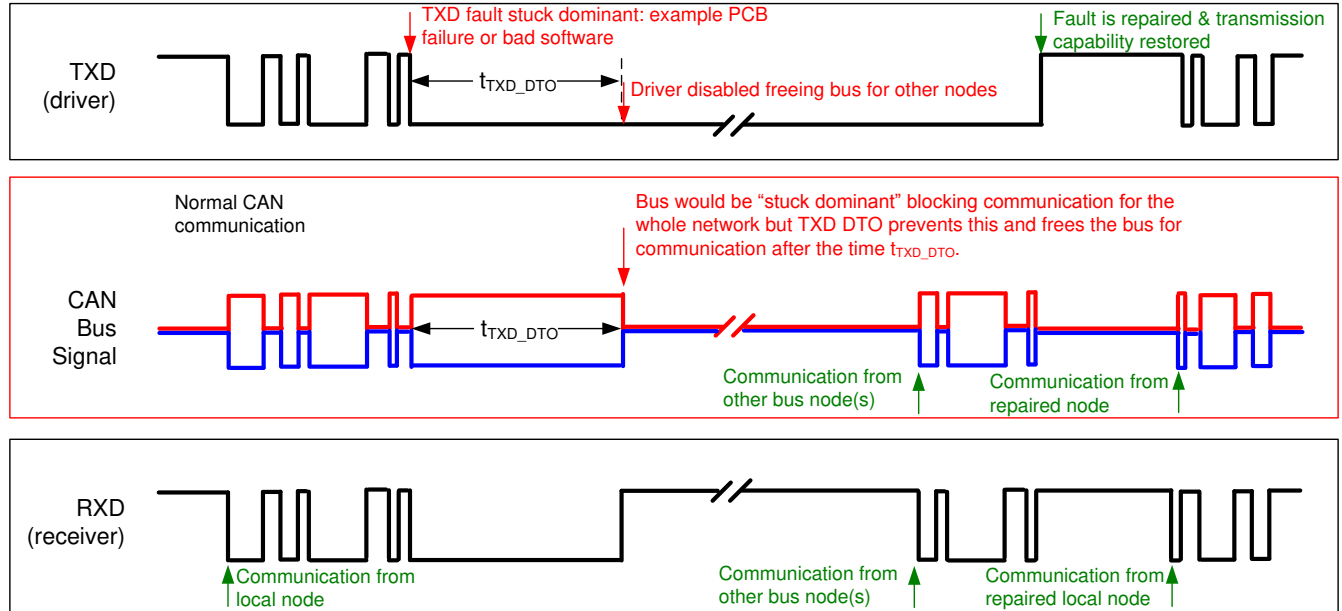 TXD fault stuck dominant: example PCB
failure or bad software
Fault is repaired & transmission
capability restored
TXD
(driver)
tTXD_DTO
Driver disabled freeing bus for other nodes
Normal CAN
communication
Bus would be “stuck dominant” blocking communication for the
whole network but TXD DTO prevents this and frees the bus for
communication after the time tTXD_DTO.
CAN
Bus
Signal
tTXD_DTO
Communication from
other bus node(s)
Communication from
repaired node
RXD
(receiver)
Communication from
local node
Communication from
other bus node(s)
Communication from
repaired local node